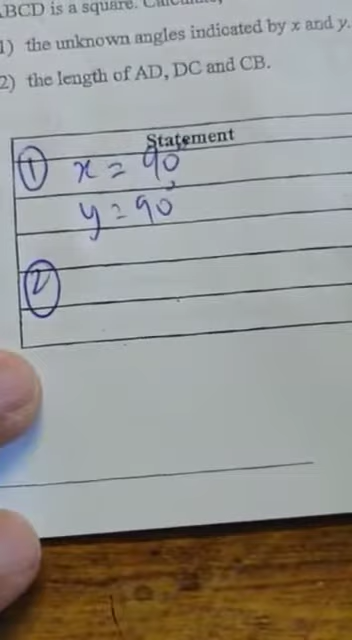 ABCD is a square.
1) the unknown angles indicated by x and y.
2) the length of AD, DC and CB.
Statement
① x = 90°
y = 90°
②